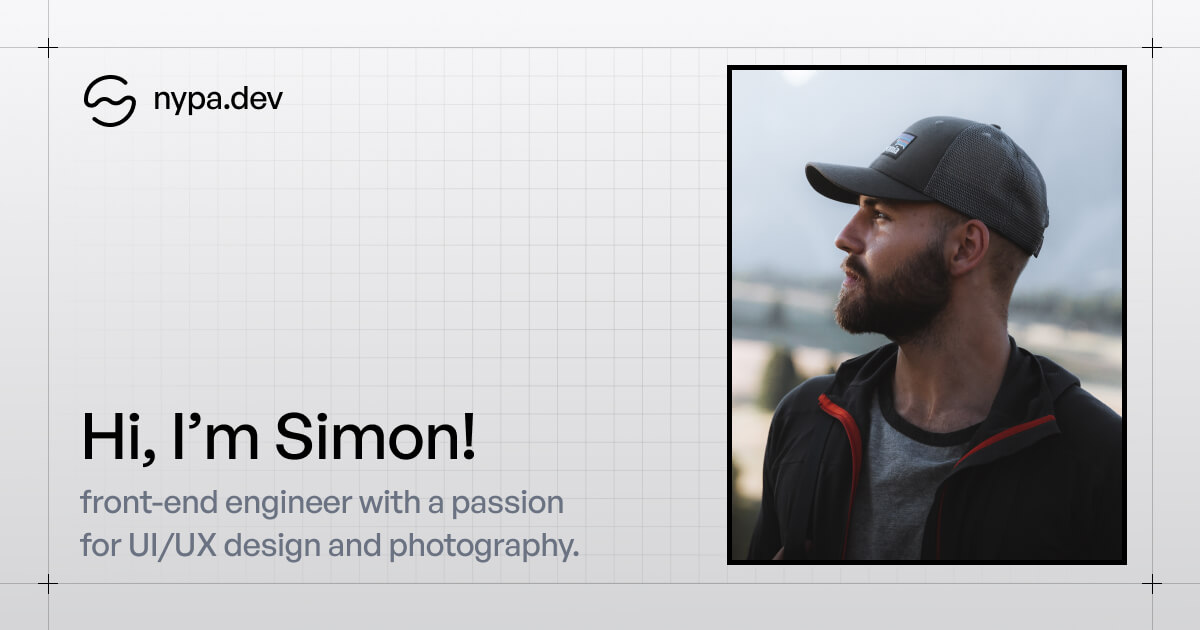 nypa.dev
Hi, I’m Simon!
front-end engineer with a passion
for UI/UX design and photography.